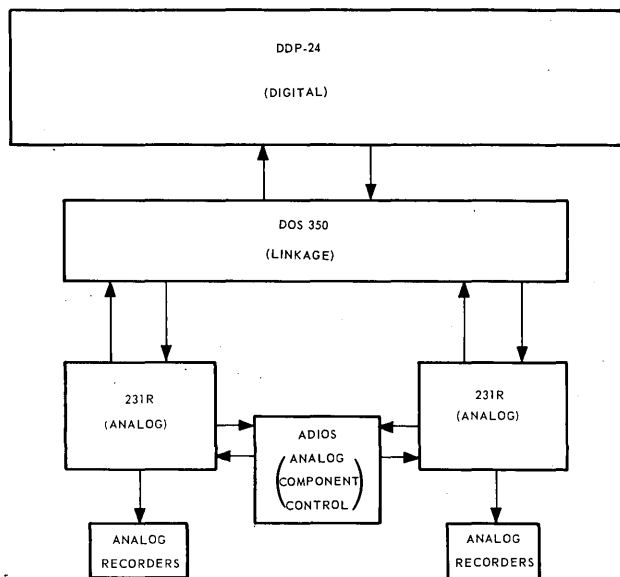 DDP-24
(DIGITAL)
DOS 350
(LINKAGE)
231R
(ANALOG)
231R
(ANALOG)
ADIOS
(ANALOG
COMPONENT
CONTROL)
ANALOG
RECORDERS
ANALOG
RECORDERS